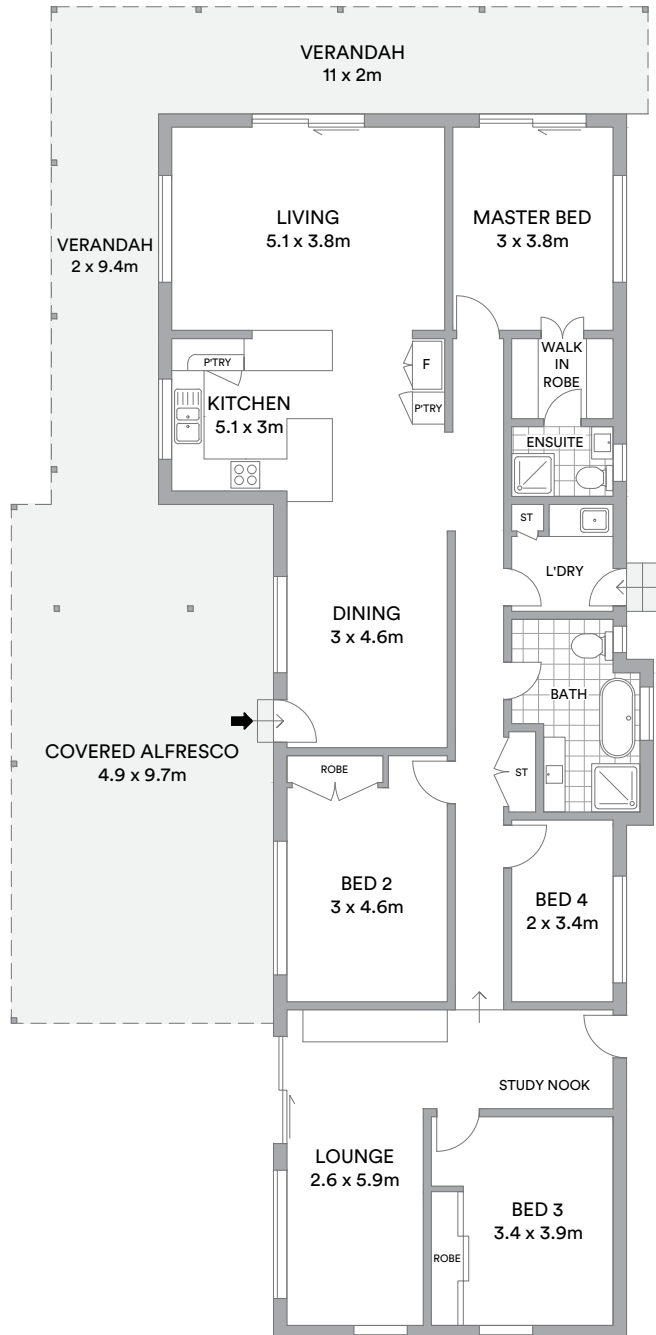 VERANDAH
11 x 2m
LIVING
5.1 x 3.8m
MASTER BED
3 x 3.8m
VERANDAH
2 x 9.4m
P'TRY
F
WALK
IN
ROBE
KITCHEN
5.1 x 3m
P'TRY
ENSUITE
ST
L'DRY
DINING
3 x 4.6m
BATH
COVERED ALFRESCO
4.9 x 9.7m
ROBE
ST
BED 2
3 x 4.6m
BED 4
2 x 3.4m
STUDY NOOK
LOUNGE
2.6 x 5.9m
BED 3
3.4 x 3.9m
ROBE